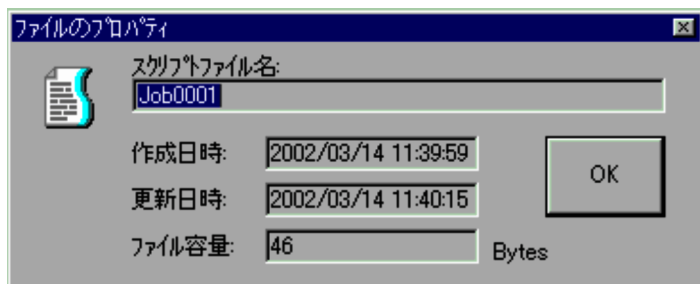 ファイルのプロパティ
スクリプトファイル名:
Job0001
作成日時: 2002/03/14 11:39:59
OK
更新日時: 2002/03/14 11:40:15
ファイル容量: 46 Bytes